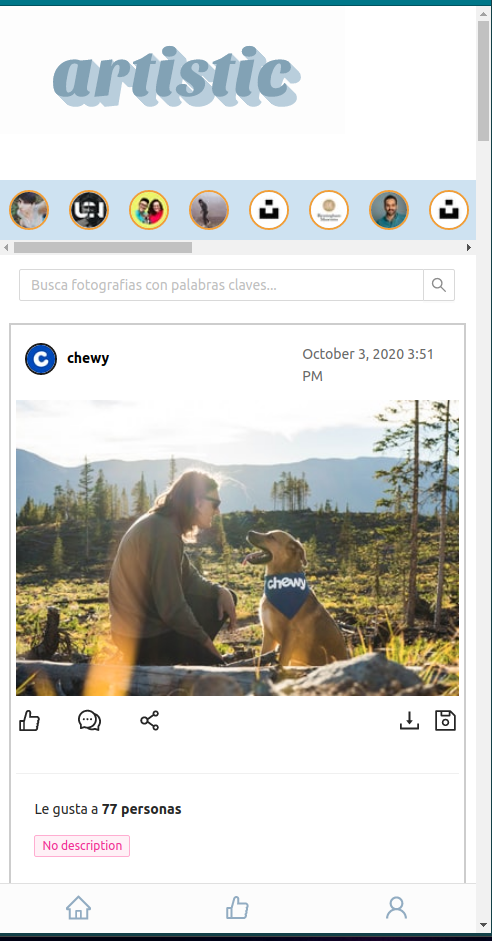 artistic
Busca fotografias con palabras claves...
chewy
October 3, 2020 3:51
PM
chewy
Le gusta a 77 personas
No description